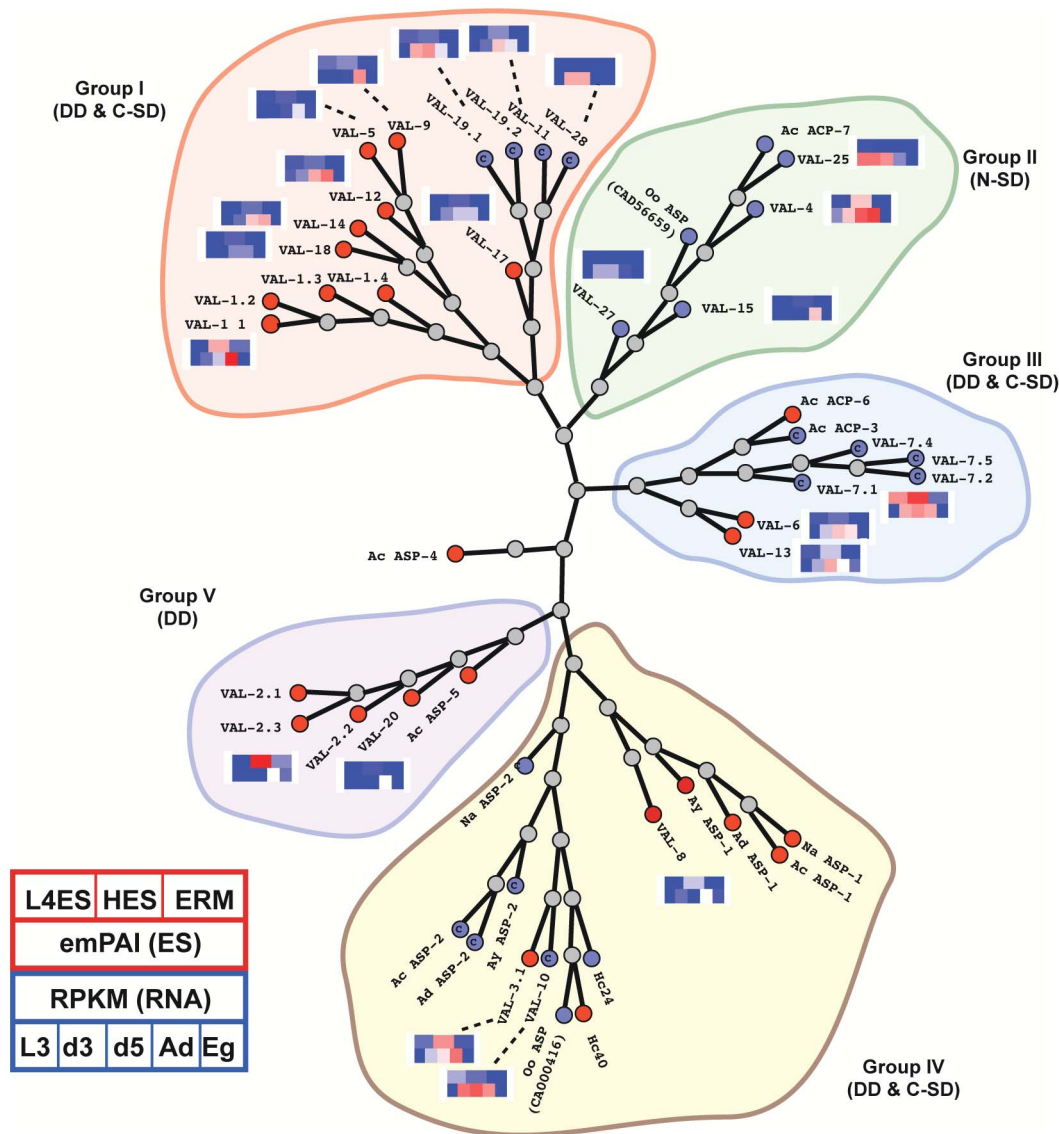 Group I
(DD & C-SD)
VAL-5
VAL-9
VAL-19.1
VAL-19.2
VAL-11
VAL-28
C
C
C
C
VAL-12
VAL-14
VAL-18
VAL-17
VAL-1.3
VAL-1.4
VAL-1.2
VAL-1 1
Group II
(N-SD)
Ac ACP-7
VAL-25
Oo ASP
(CAD56659)
VAL-4
VAL-27
VAL-15
Group III
(DD & C-SD)
Ac ACP-6
Ac ACP-3
C
VAL-7.4
C
VAL-7.5
C
VAL-7.2
C
VAL-7.1
C
VAL-6
VAL-13
Ac ASP-4
Group V
(DD)
VAL-2.1
VAL-2.3
VAL-2.2
VAL-20
Ac ASP-5
Na ASP-2
C
Ac ASP-2
C
Ad ASP-2
C
Ay ASP-2
C
VAL-3.1
VAL-10
C
Oo ASP
(CA000416)
Hc40
Hc24
VAL-8
Ay ASP-1
Ad ASP-1
Ac ASP-1
Na ASP-1
Group IV
(DD & C-SD)
L4ES HES ERM
emPAI (ES)
RPKM (RNA)
L3 d3 d5 Ad Eg